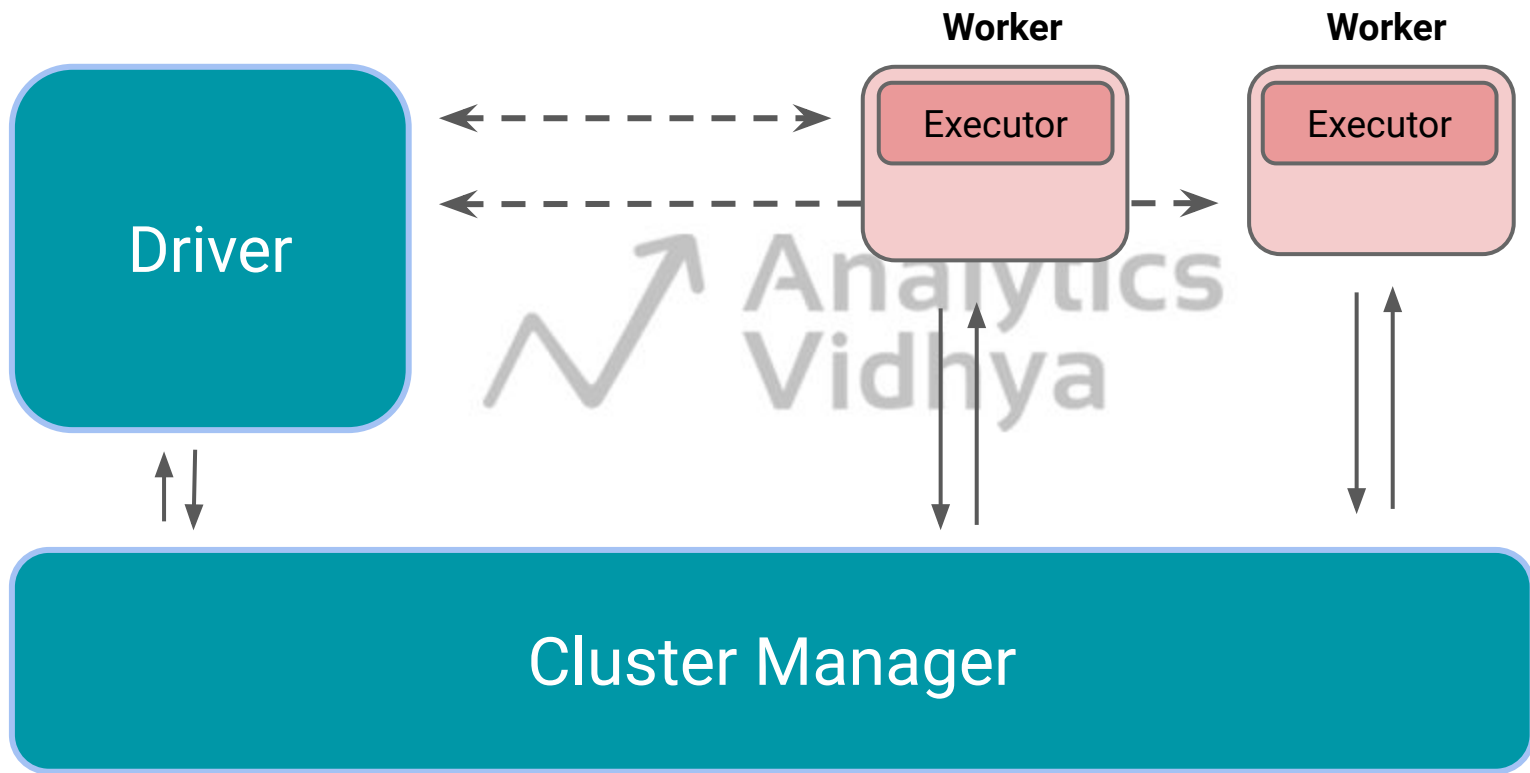 Worker
Worker
Executor
Executor
Driver
Analytics
Vidhya
Cluster Manager